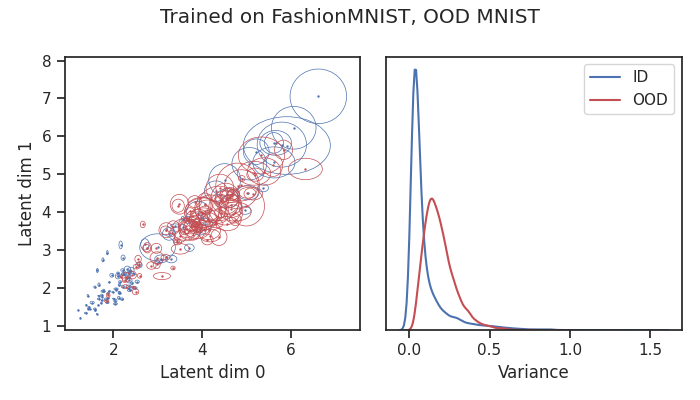 Trained on FashionMNIST, OOD MNIST
8
7
6
5
4
3
2
1
Latent dim 1
2 4 6
Latent dim 0
ID
OOD
0.0 0.5 1.0 1.5
Variance